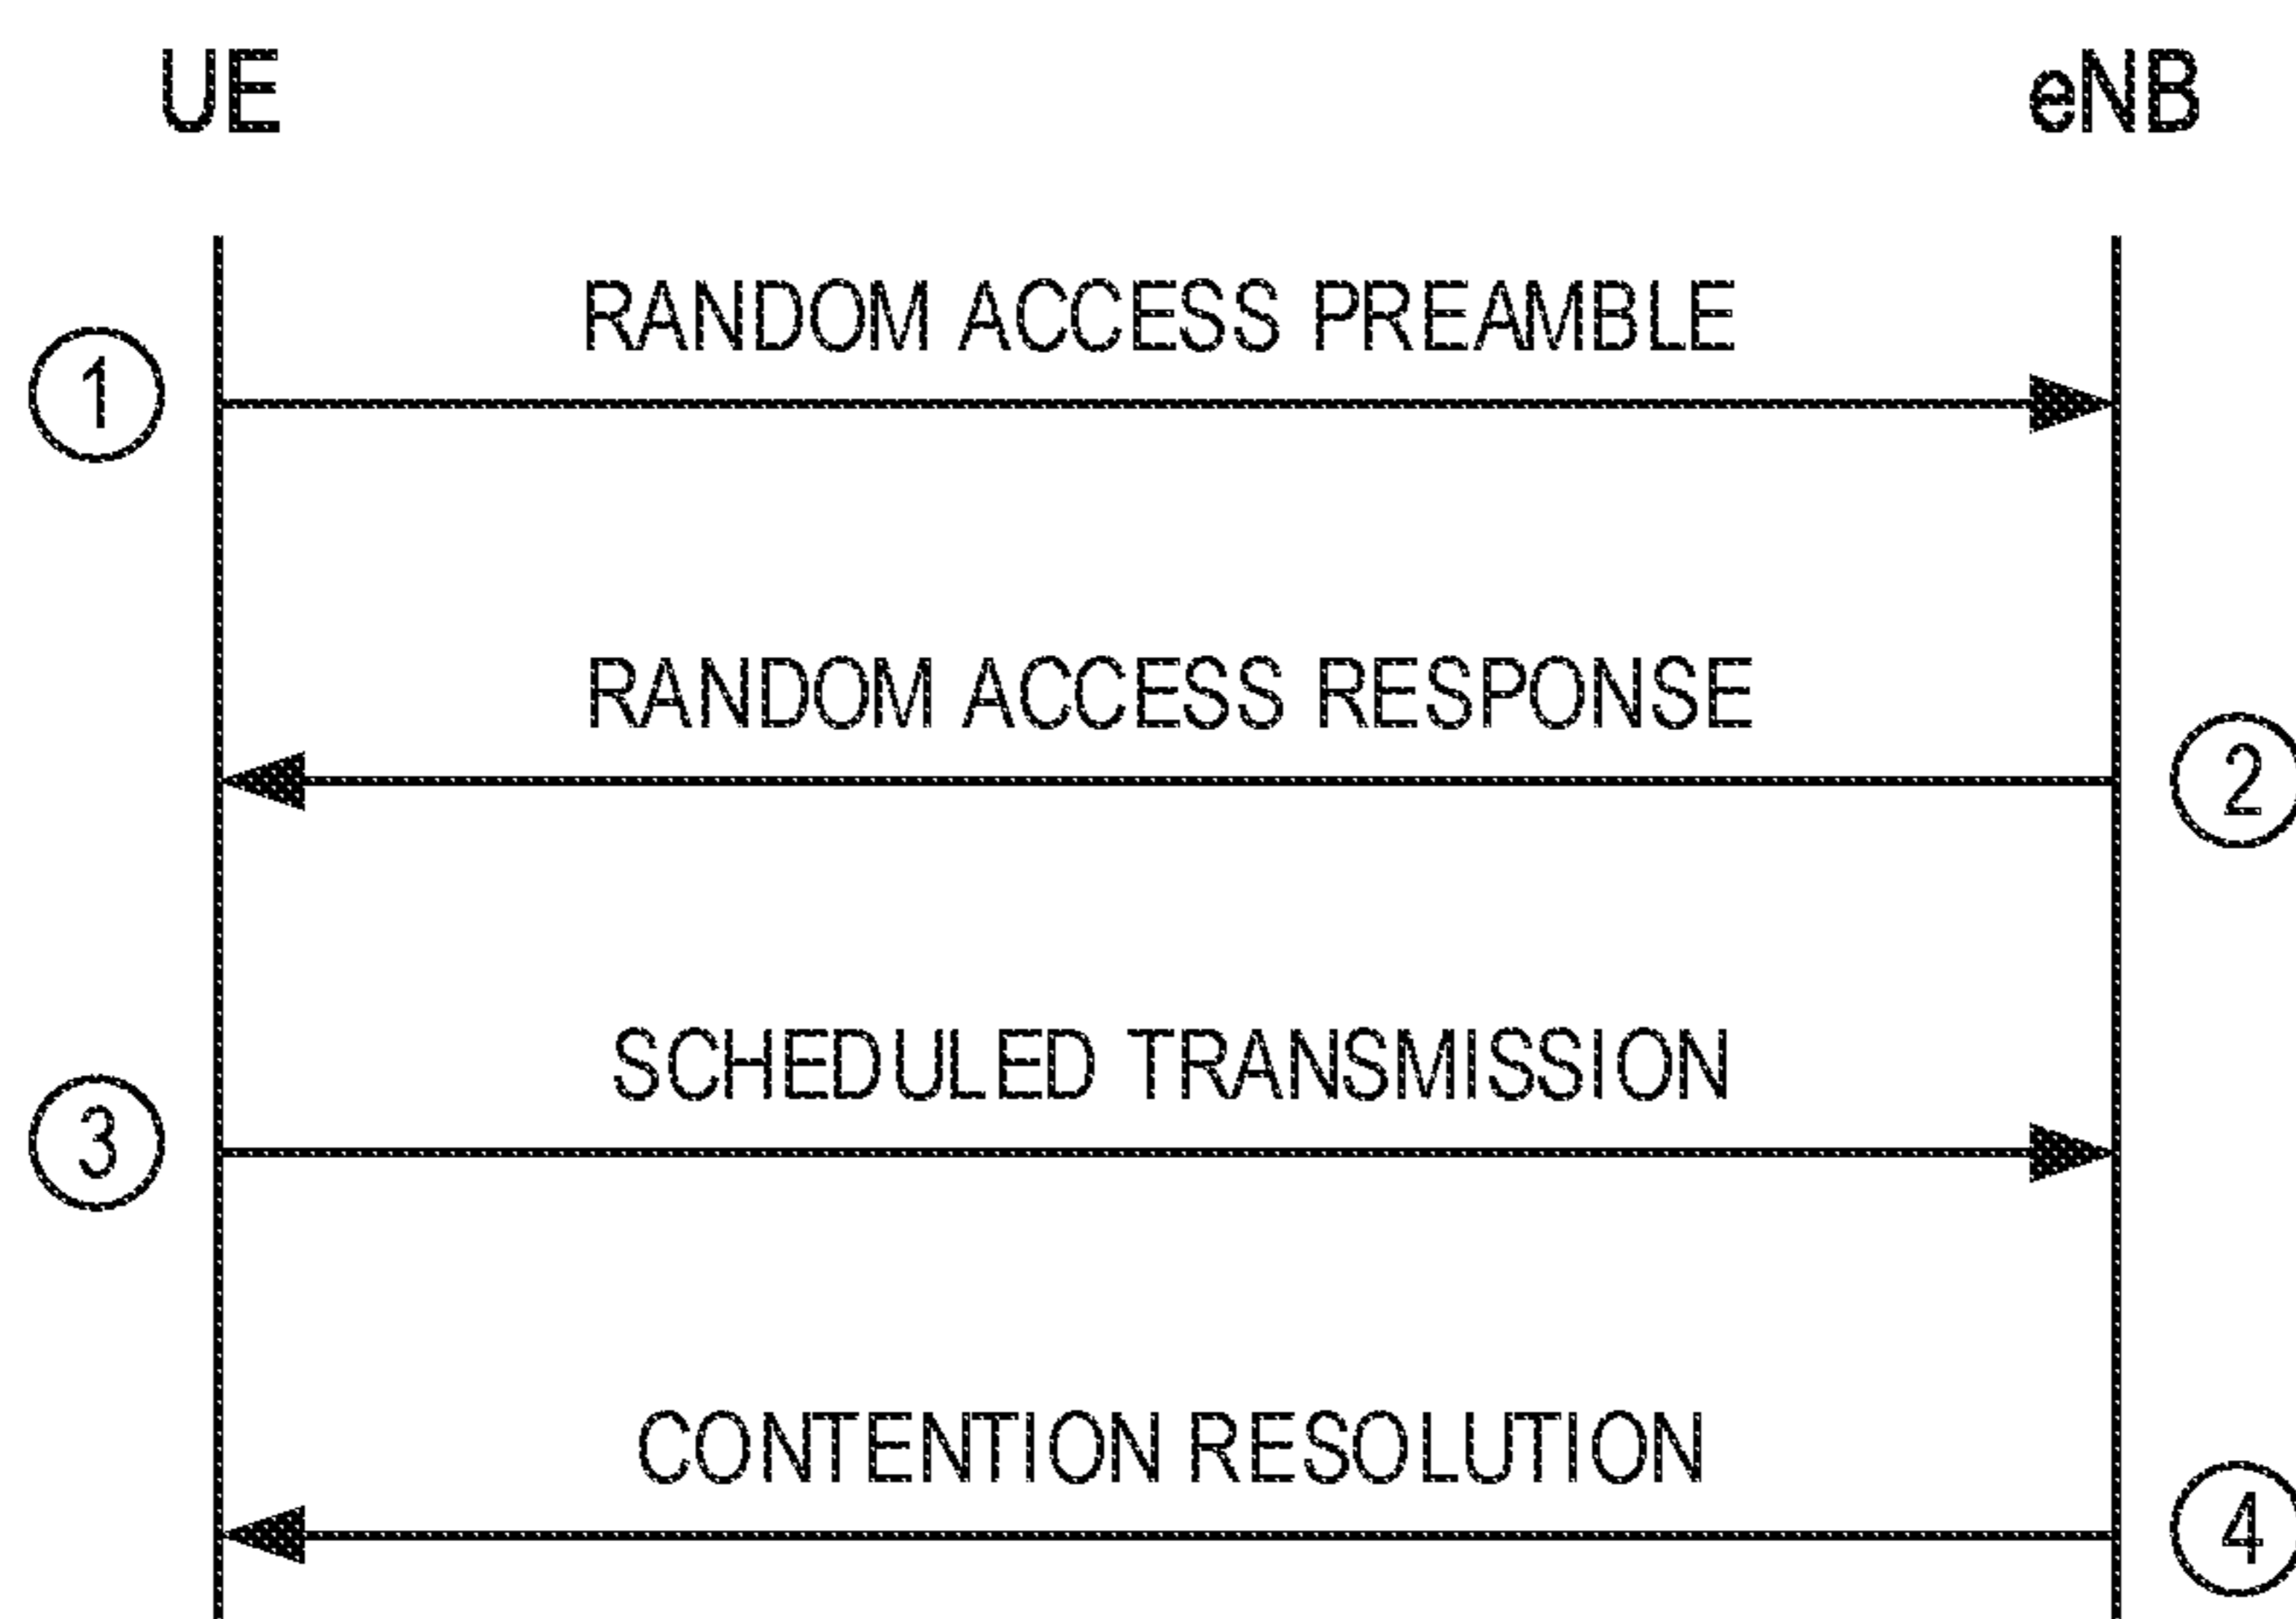 UE eNB
RANDOM ACCESS PREAMBLE
1
RANDOM ACCESS RESPONSE
2
SCHEDULED TRANSMISSION
3
CONTENTION RESOLUTION
4